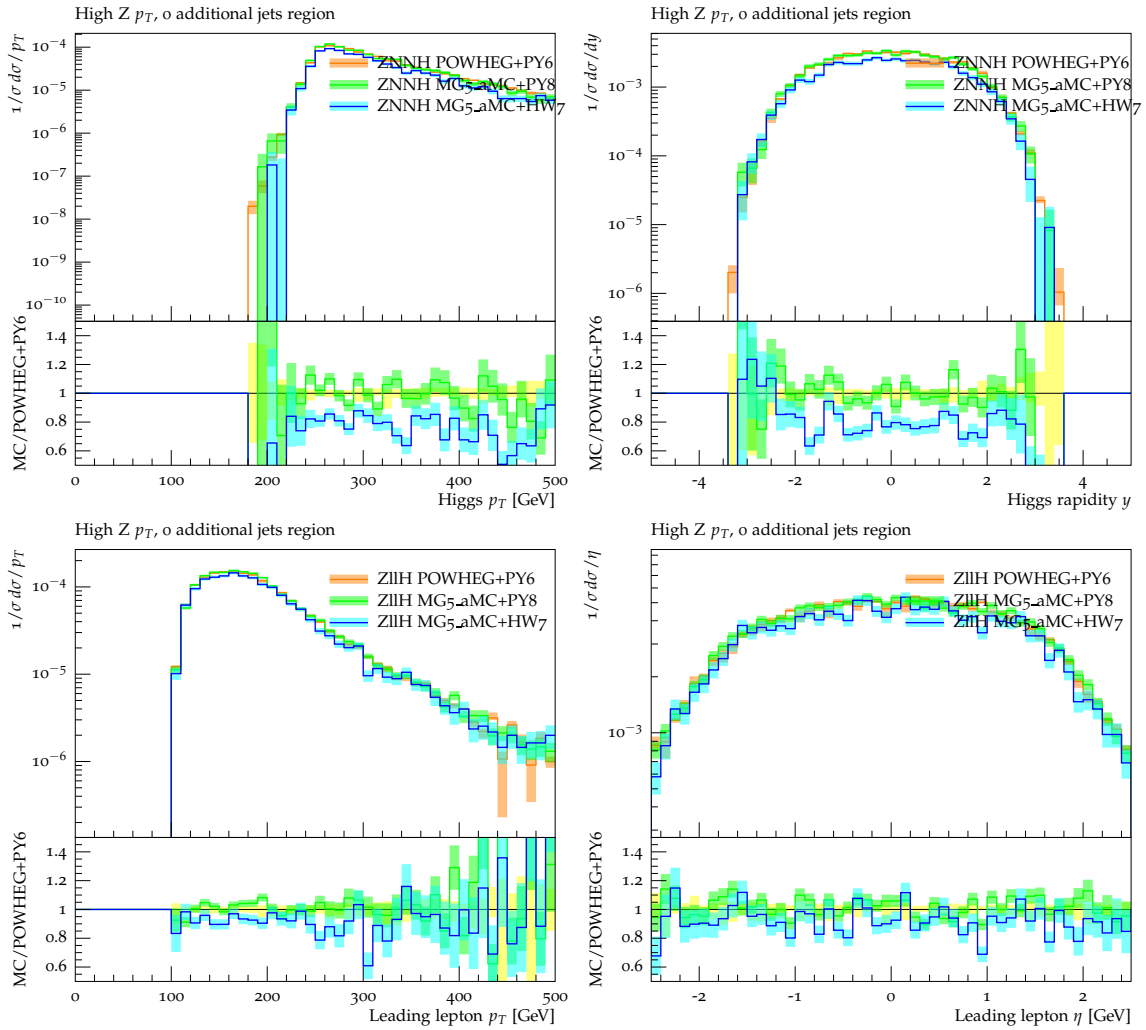 High Z pT, 0 additional jets region
1/σ dσ/pT
10⁻⁴
10⁻⁵
10⁻⁶
10⁻⁷
10⁻⁸
10⁻⁹
10⁻¹⁰
ZNNH POWHEG+PY6
ZNNH MG5_aMC+PY8
ZNNH MG5_aMC+HW7
MC/POWHEG+PY6
1.4
1.2
1
0.8
0.6
0 100 200 300 400 500
Higgs pT [GeV]
High Z pT, 0 additional jets region
1/σ dσ/dy
10⁻³
10⁻⁴
10⁻⁵
10⁻⁶
ZNNH POWHEG+PY6
ZNNH MG5_aMC+PY8
ZNNH MG5_aMC+HW7
MC/POWHEG+PY6
1.4
1.2
1
0.8
0.6
-4 -2 0 2 4
Higgs rapidity y
High Z pT, 0 additional jets region
1/σ dσ/pT
10⁻⁴
10⁻⁵
10⁻⁶
ZllH POWHEG+PY6
ZllH MG5_aMC+PY8
ZllH MG5_aMC+HW7
MC/POWHEG+PY6
1.4
1.2
1
0.8
0.6
0 100 200 300 400 500
Leading lepton pT [GeV]
High Z pT, 0 additional jets region
1/σ dσ/η
10⁻³
ZllH POWHEG+PY6
ZllH MG5_aMC+PY8
ZllH MG5_aMC+HW7
MC/POWHEG+PY6
1.4
1.2
1
0.8
0.6
-2 -1 0 1 2
Leading lepton η [GeV]